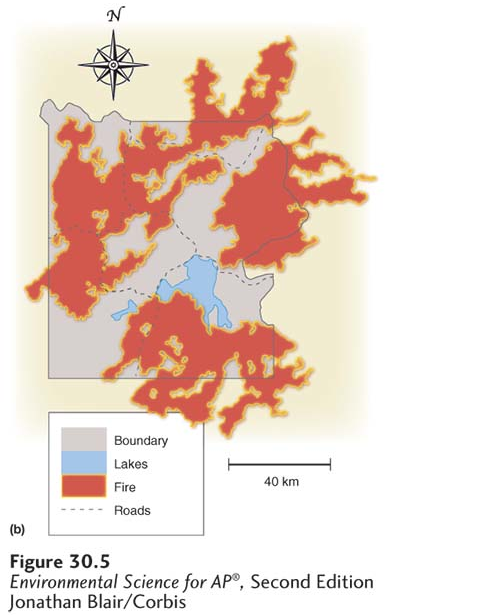 N
Boundary
Lakes
Fire
Roads
40 km
(b)
Figure 30.5
Environmental Science for AP®, Second Edition
Jonathan Blair/Corbis